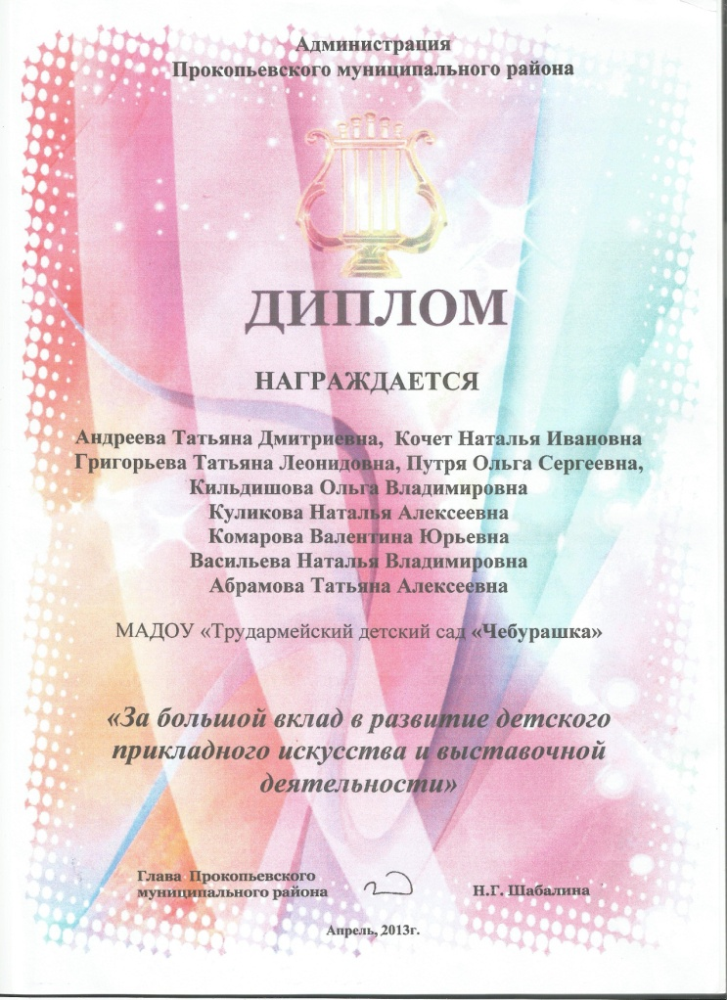 Администрация
Прокопьевского муниципального района
ДИПЛОМ
НАГРАЖДАЕТСЯ
Андреева Татьяна Дмитриевна, Кочет Наталья Ивановна
Григорьева Татьяна Леонидовна, Путря Ольга Сергеевна,
Кильдишова Ольга Владимировна
Куликова Наталья Алексеевна
Комарова Валентина Юрьевна
Васильева Наталья Владимировна
Абрамова Татьяна Алексеевна
МАДОУ «Трудармейский детский сад «Чебурашка»
«За большой вклад в развитие детского
прикладного искусства и выставочной
деятельности»
Глава Прокопьевского
муниципального района
Н.Г. Шабалина
Апрель, 2013г.